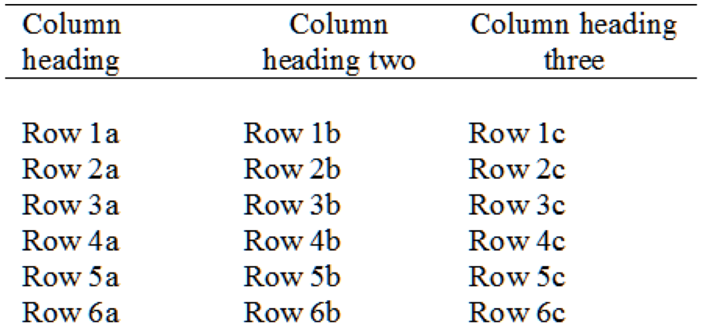 Column Column Column heading
heading heading two three
Row 1a Row 1b Row 1c
Row 2a Row 2b Row 2c
Row 3a Row 3b Row 3c
Row 4a Row 4b Row 4c
Row 5a Row 5b Row 5c
Row 6a Row 6b Row 6c